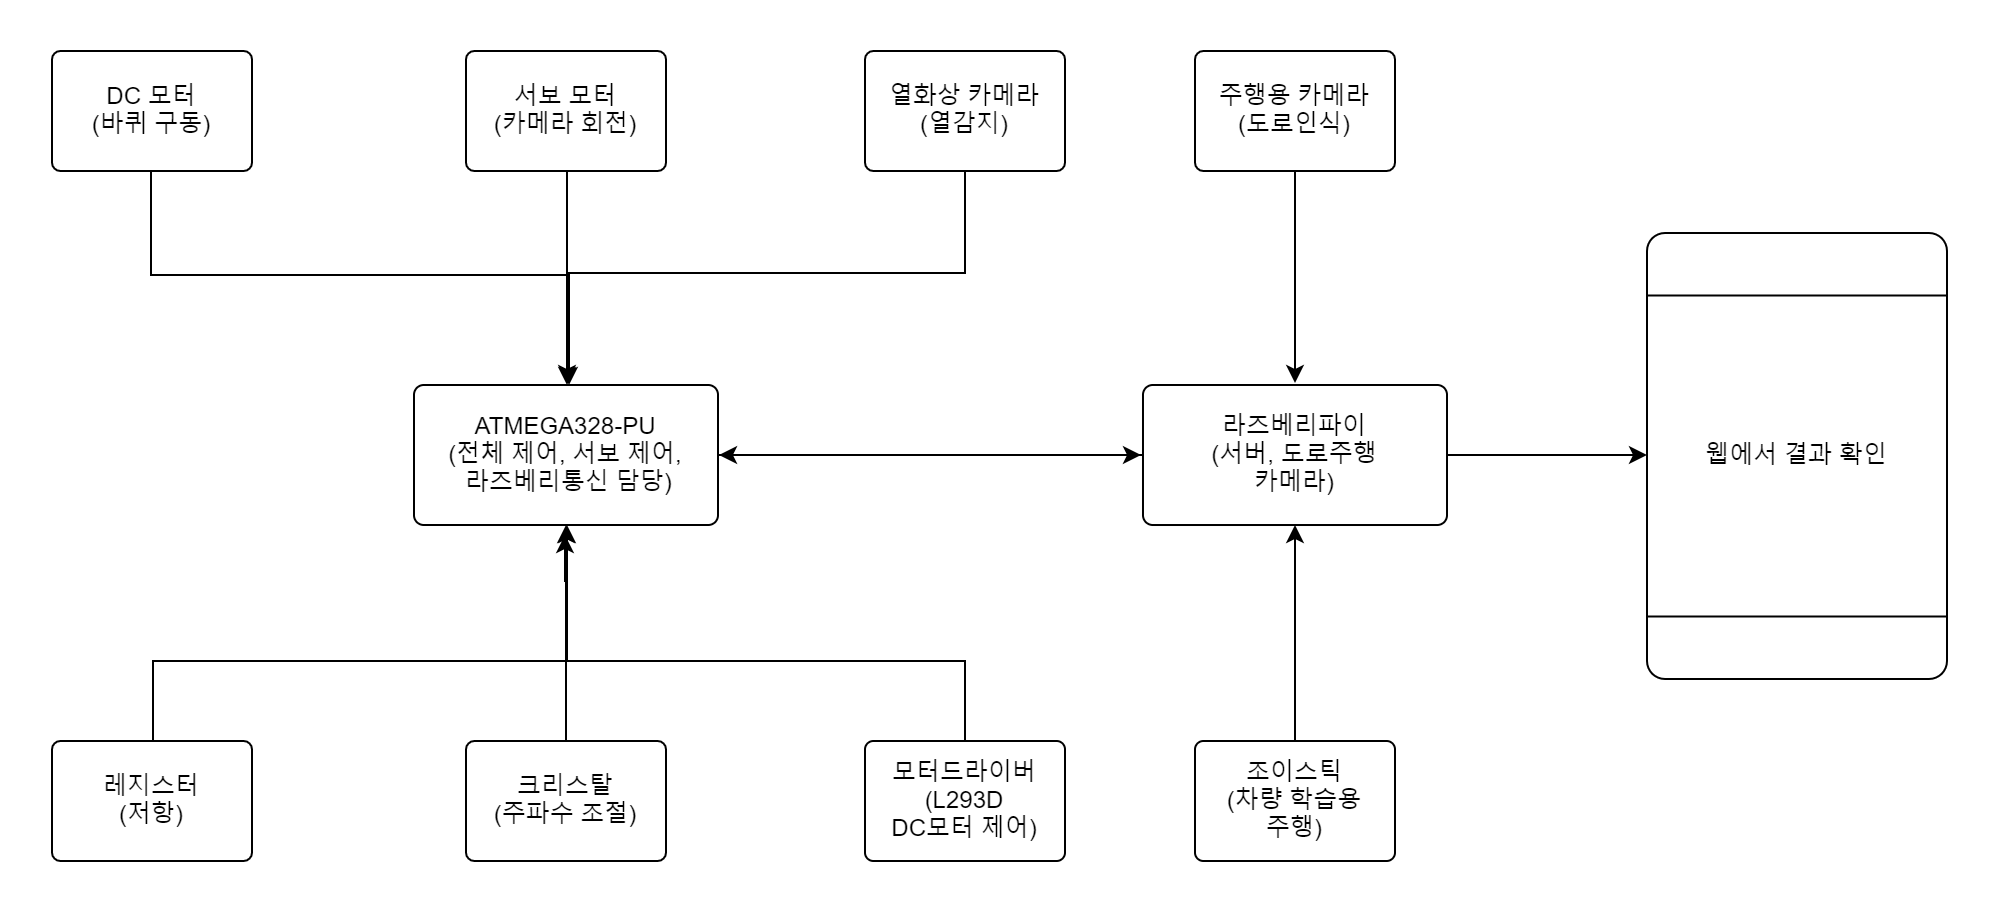 DC 모터
(바퀴 구동)
서보 모터
(카메라 회전)
열화상 카메라
(열감지)
주행용 카메라
(도로인식)
ATMEGA328-PU
(전체 제어, 서보 제어,
라즈베리통신 담당)
라즈베리파이
(서버, 도로주행
카메라)
웹에서 결과 확인
레지스터
(저항)
크리스탈
(주파수 조절)
모터드라이버
(L293D
DC모터 제어)
조이스틱
(차량 학습용
주행)